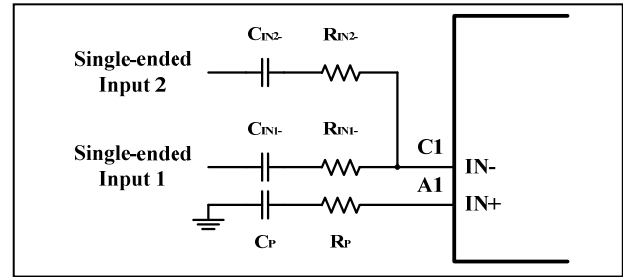 CIN2- RIN2-
Single-ended
Input 2
CIN1- RIN1-
Single-ended
Input 1
C1
IN-
A1
IN+
CP RP